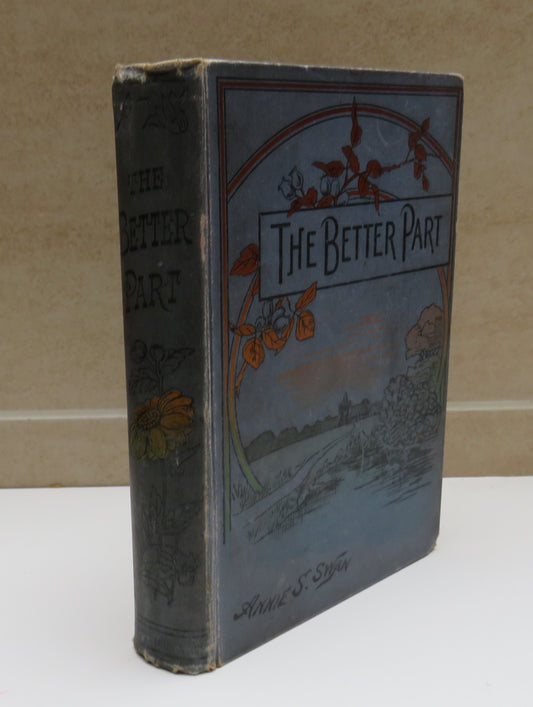 THE
BETTER
PART
THE BETTER PART
ANNIE S. SWAN